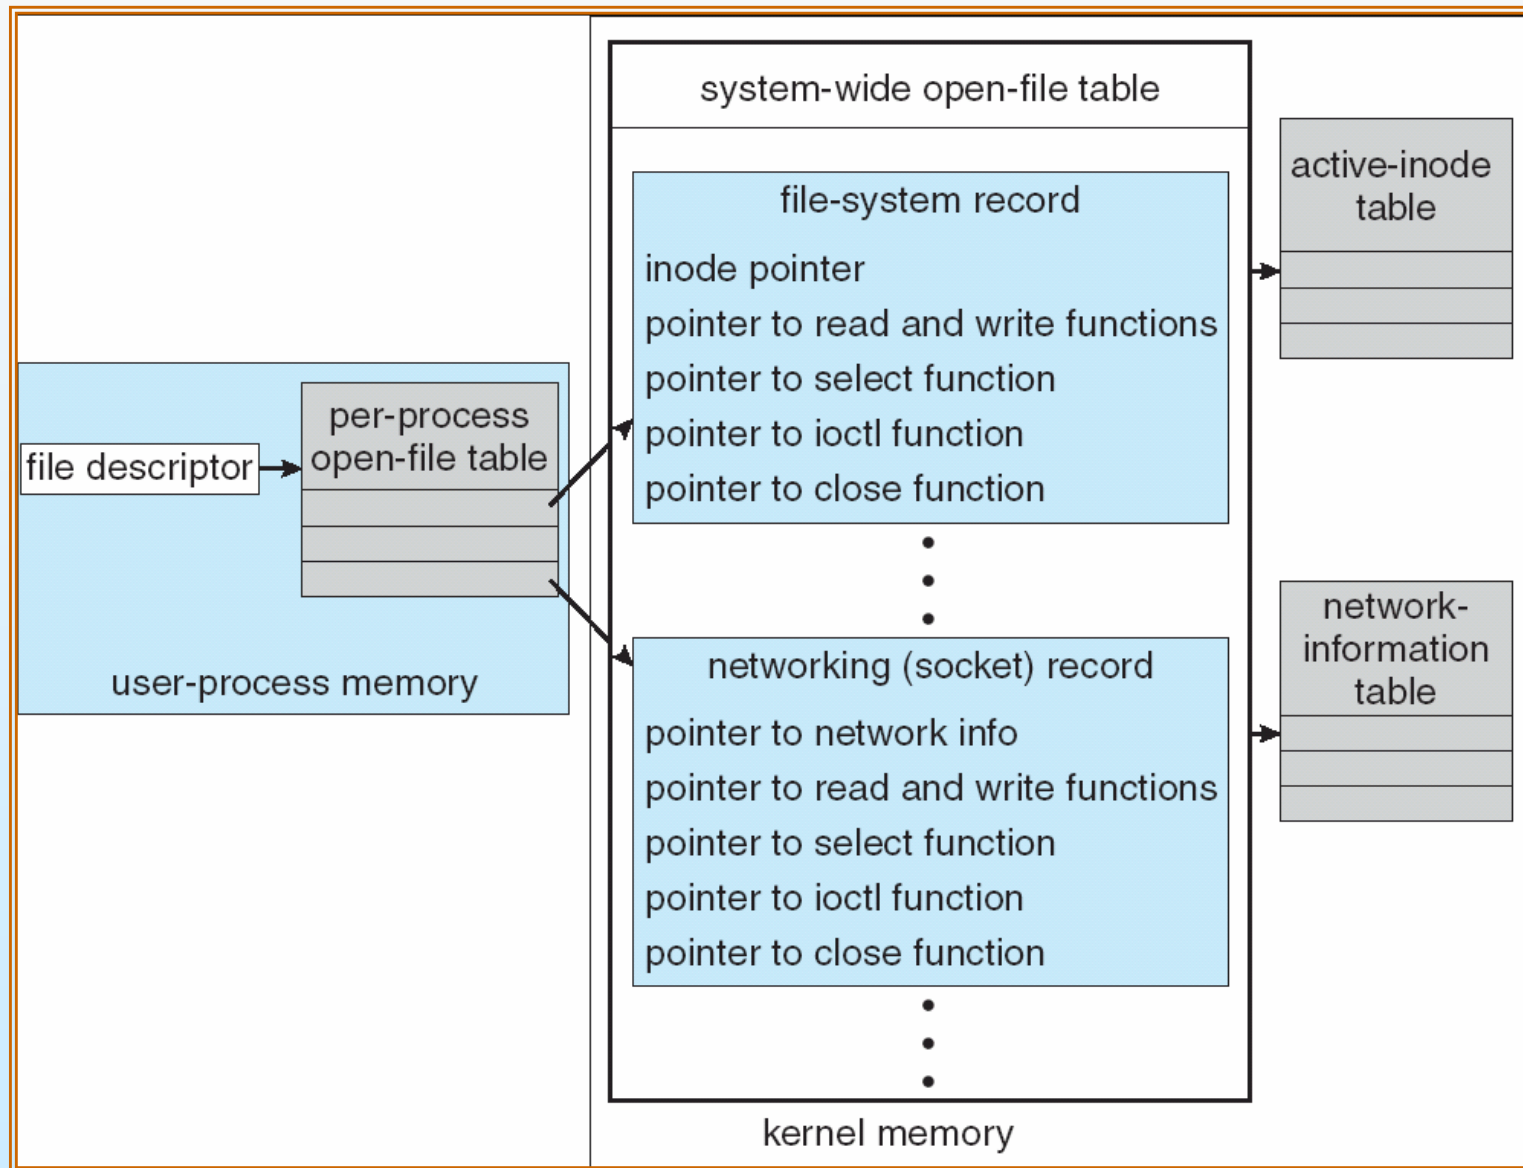 system-wide open-file table
file-system record
inode pointer
pointer to read and write functions
pointer to select function
pointer to ioctl function
pointer to close function
active-inode
table
file descriptor
per-process
open-file table
user-process memory
networking (socket) record
pointer to network info
pointer to read and write functions
pointer to select function
pointer to ioctl function
pointer to close function
network-
information
table
kernel memory